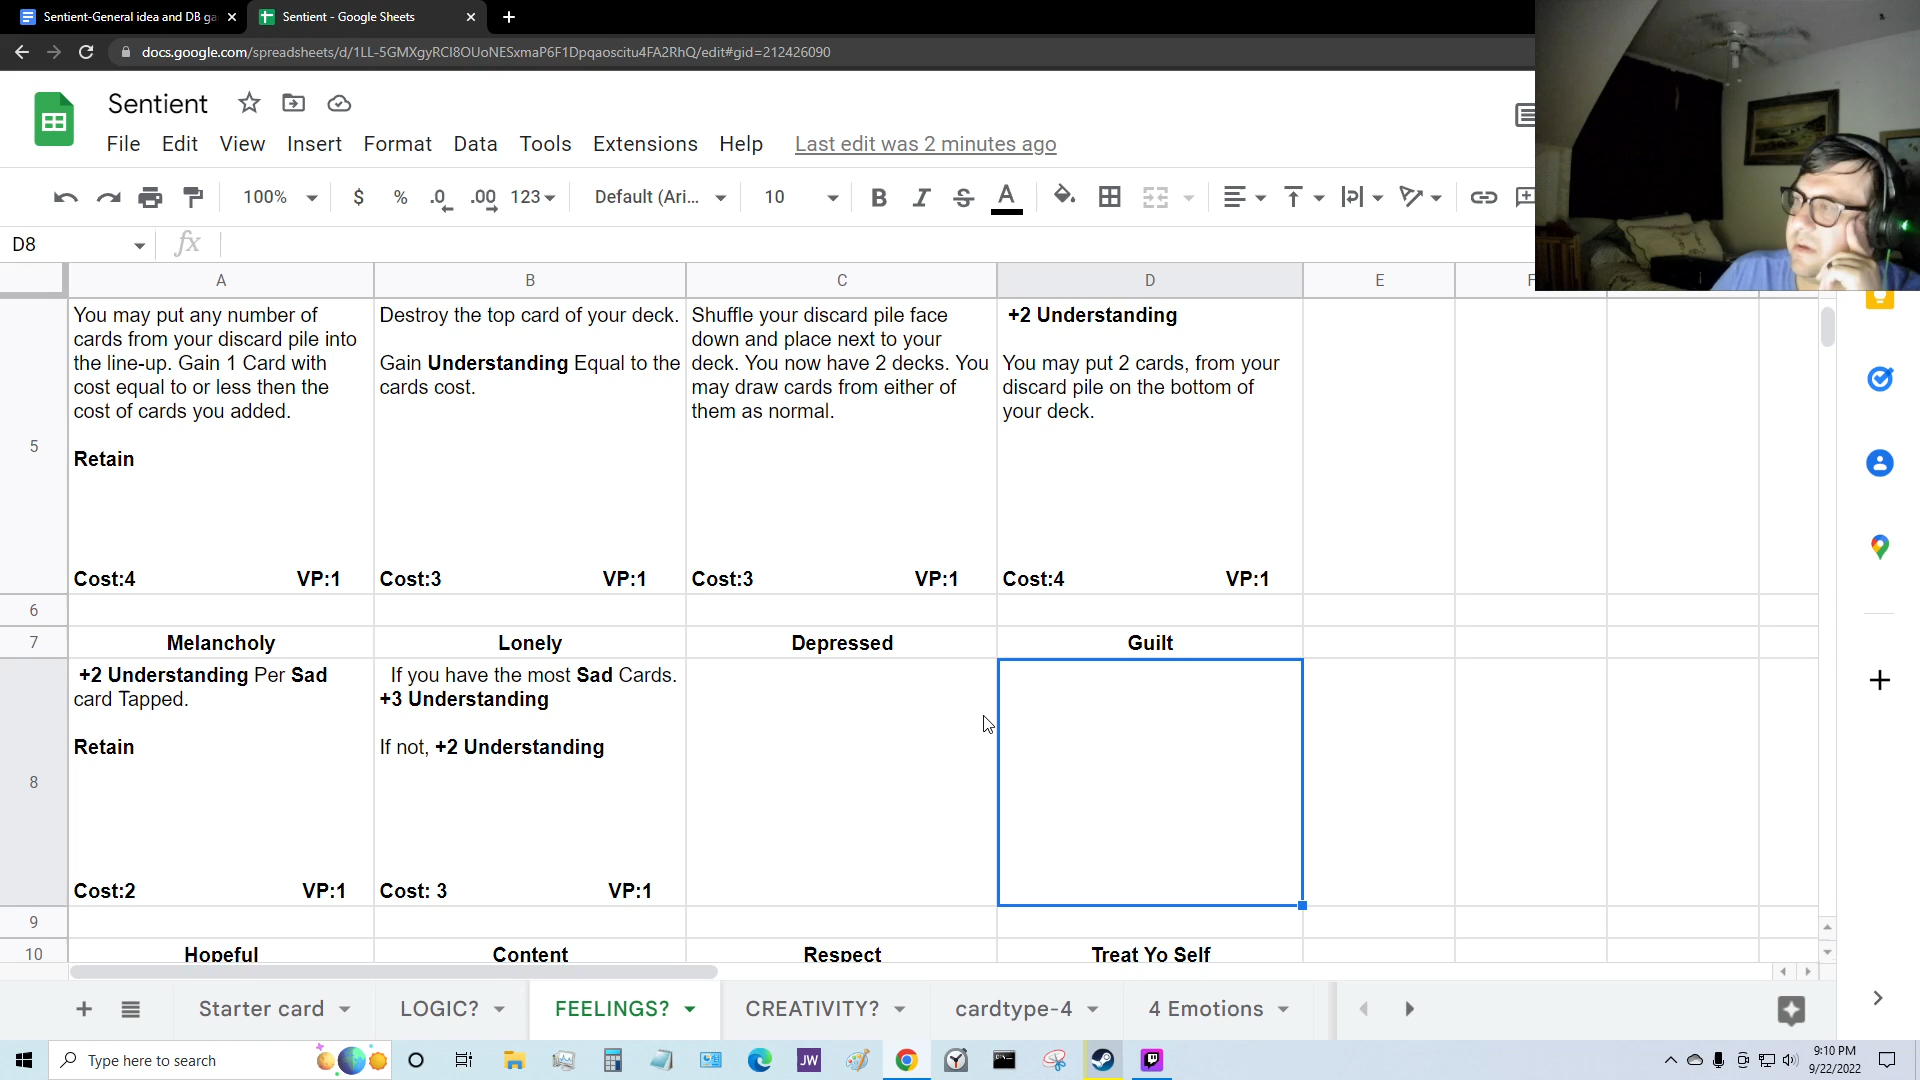 Sentient-General idea and DB ga
Sentient - Google Sheets
docs.google.com/spreadsheets/d/1LL-5GMXgyRCI8OUoNESxmaP6F1Dpqaoscitu4FA2RhQ/edit#gid=212426090
Sentient
File Edit View Insert Format Data Tools Extensions Help Last edit was 2 minutes ago
100% $ % .0 .00 123 Default (Ari... 10 B I S A
D8 fx
A B C D E F
5
You may put any number of
cards from your discard pile into
the line-up. Gain 1 Card with
cost equal to or less then the
cost of cards you added.
Retain
Cost:4 VP:1
Destroy the top card of your deck.
Gain Understanding Equal to the
cards cost.
Cost:3 VP:1
Shuffle your discard pile face
down and place next to your
deck. You now have 2 decks. You
may draw cards from either of
them as normal.
Cost:3 VP:1
+2 Understanding
You may put 2 cards, from your
discard pile on the bottom of
your deck.
Cost:4 VP:1
6
7 Melancholy Lonely Depressed Guilt
8
+2 Understanding Per Sad
card Tapped.
Retain
Cost:2 VP:1
If you have the most Sad Cards.
+3 Understanding
If not, +2 Understanding
Cost: 3 VP:1
9
10 Hopeful Content Respect Treat Yo Self
Starter card LOGIC? FEELINGS? CREATIVITY? cardtype-4 4 Emotions
Type here to search
JW
9:10 PM
9/22/2022